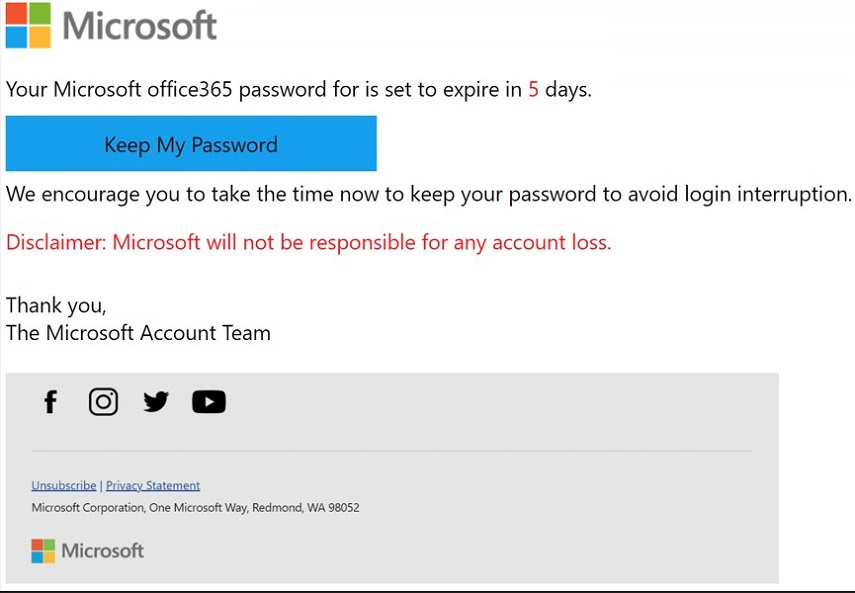 Microsoft
Your Microsoft office365 password for is set to expire in 5 days.
Keep My Password
We encourage you to take the time now to keep your password to avoid login interruption.
Disclaimer: Microsoft will not be responsible for any account loss.
Thank you,
The Microsoft Account Team
Unsubscribe | Privacy Statement
Microsoft Corporation, One Microsoft Way, Redmond, WA 98052
Microsoft